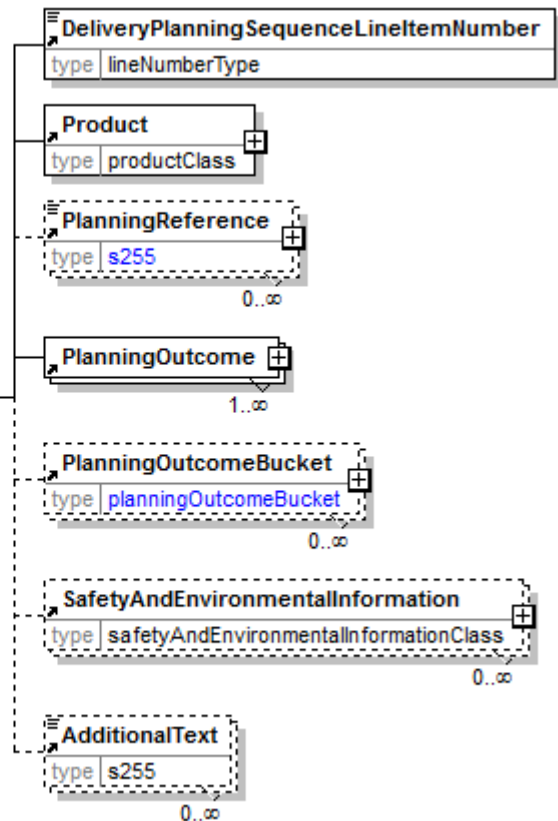 DeliveryPlanningSequenceLineItemNumber
type lineNumberType
Product
type productClass
PlanningReference
type s255
0..∞
PlanningOutcome
1..∞
PlanningOutcomeBucket
type planningOutcomeBucket
0..∞
SafetyAndEnvironmentalInformation
type safetyAndEnvironmentalInformationClass
0..∞
AdditionalText
type s255
0..∞